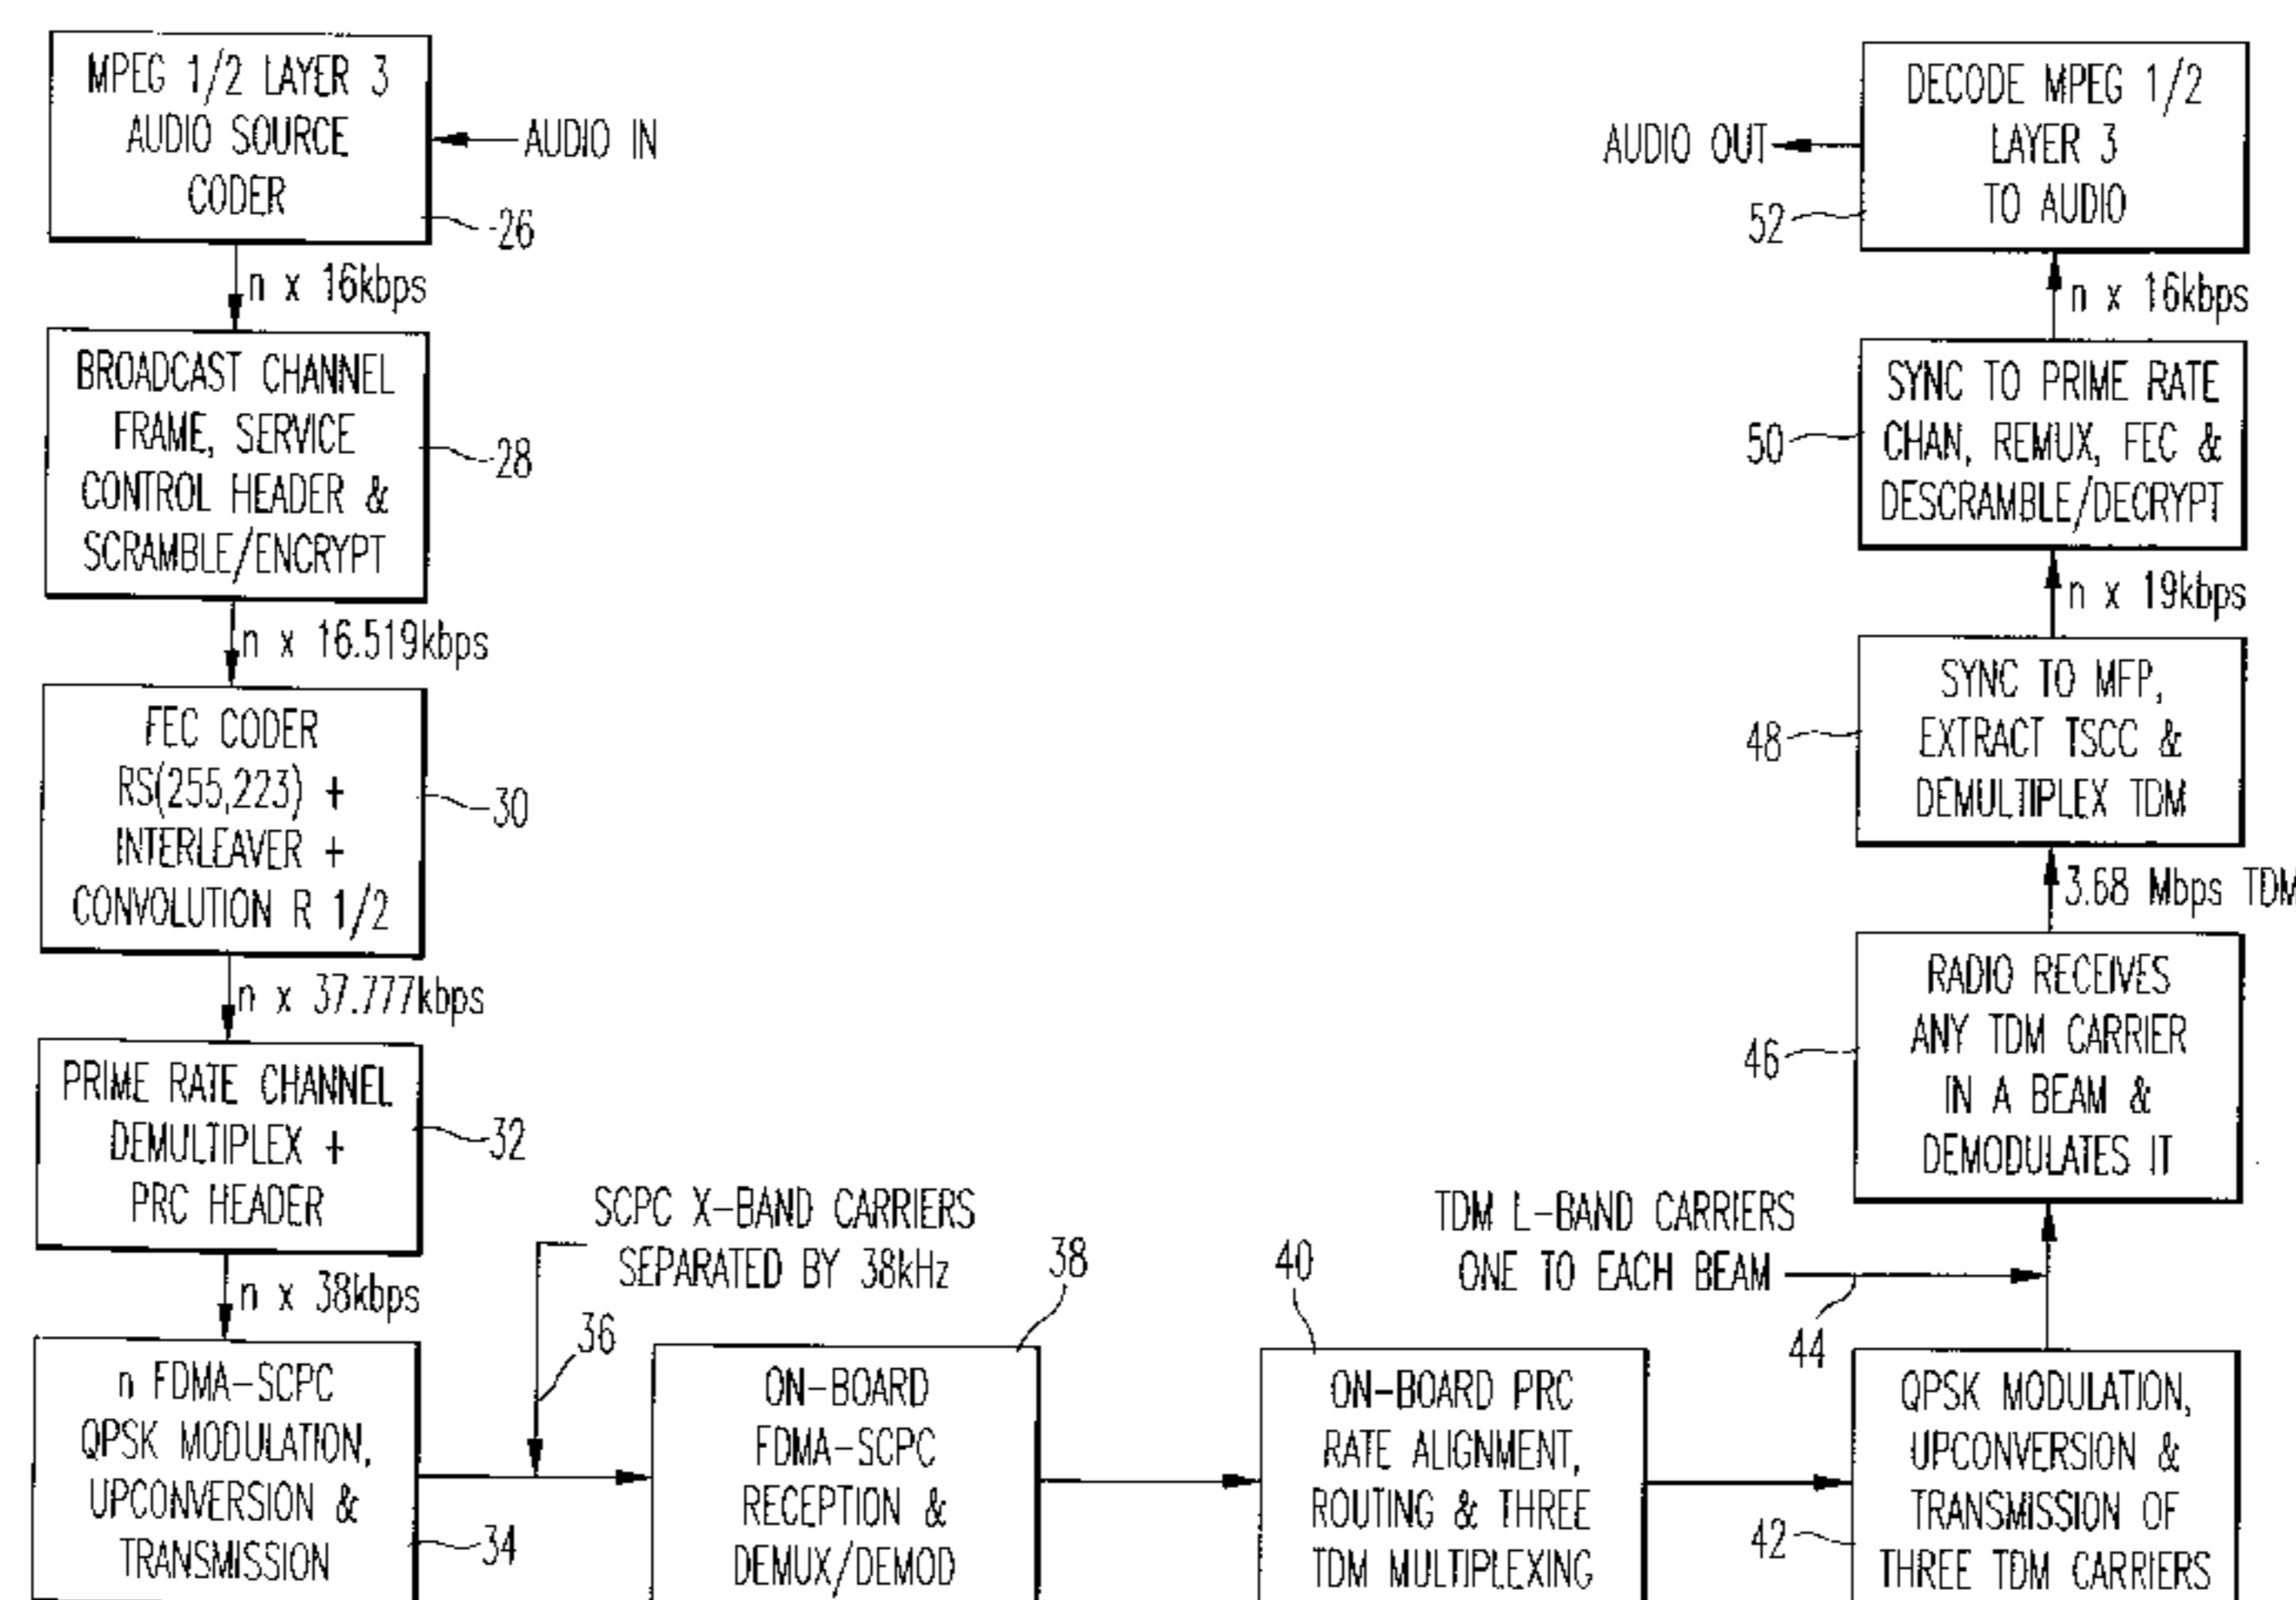 MPEG 1/2 LAYER 3
AUDIO SOURCE
CODER
AUDIO IN
26
n x 16kbps
BROADCAST CHANNEL
FRAME, SERVICE
CONTROL HEADER &
SCRAMBLE/ENCRYPT
28
n x 16.519kbps
FEC CODER
RS(255,223) +
INTERLEAVER +
CONVOLUTION R 1/2
30
n x 37.777kbps
PRIME RATE CHANNEL
DEMULTIPLEX +
PRC HEADER
32
n x 38kbps
n FDMA-SCPC
QPSK MODULATION,
UPCONVERSION &
TRANSMISSION
34
SCPC X-BAND CARRIERS
SEPARATED BY 38kHz
36
38
ON-BOARD
FDMA-SCPC
RECEPTION &
DEMUX/DEMOD
40
ON-BOARD PRC
RATE ALIGNMENT,
ROUTING & THREE
TDM MULTIPLEXING
QPSK MODULATION,
UPCONVERSION &
TRANSMISSION OF
THREE TDM CARRIERS
42
TDM L-BAND CARRIERS
ONE TO EACH BEAM
44
RADIO RECEIVES
ANY TDM CARRIER
IN A BEAM &
DEMODULATES IT
46
3.68 Mbps TDM
SYNC TO MFP,
EXTRACT TSCC &
DEMULTIPLEX TDM
48
n x 19kbps
SYNC TO PRIME RATE
CHAN, REMUX, FEC &
DESCRAMBLE/DECRYPT
50
n x 16kbps
DECODE MPEG 1/2
LAYER 3
TO AUDIO
52
AUDIO OUT